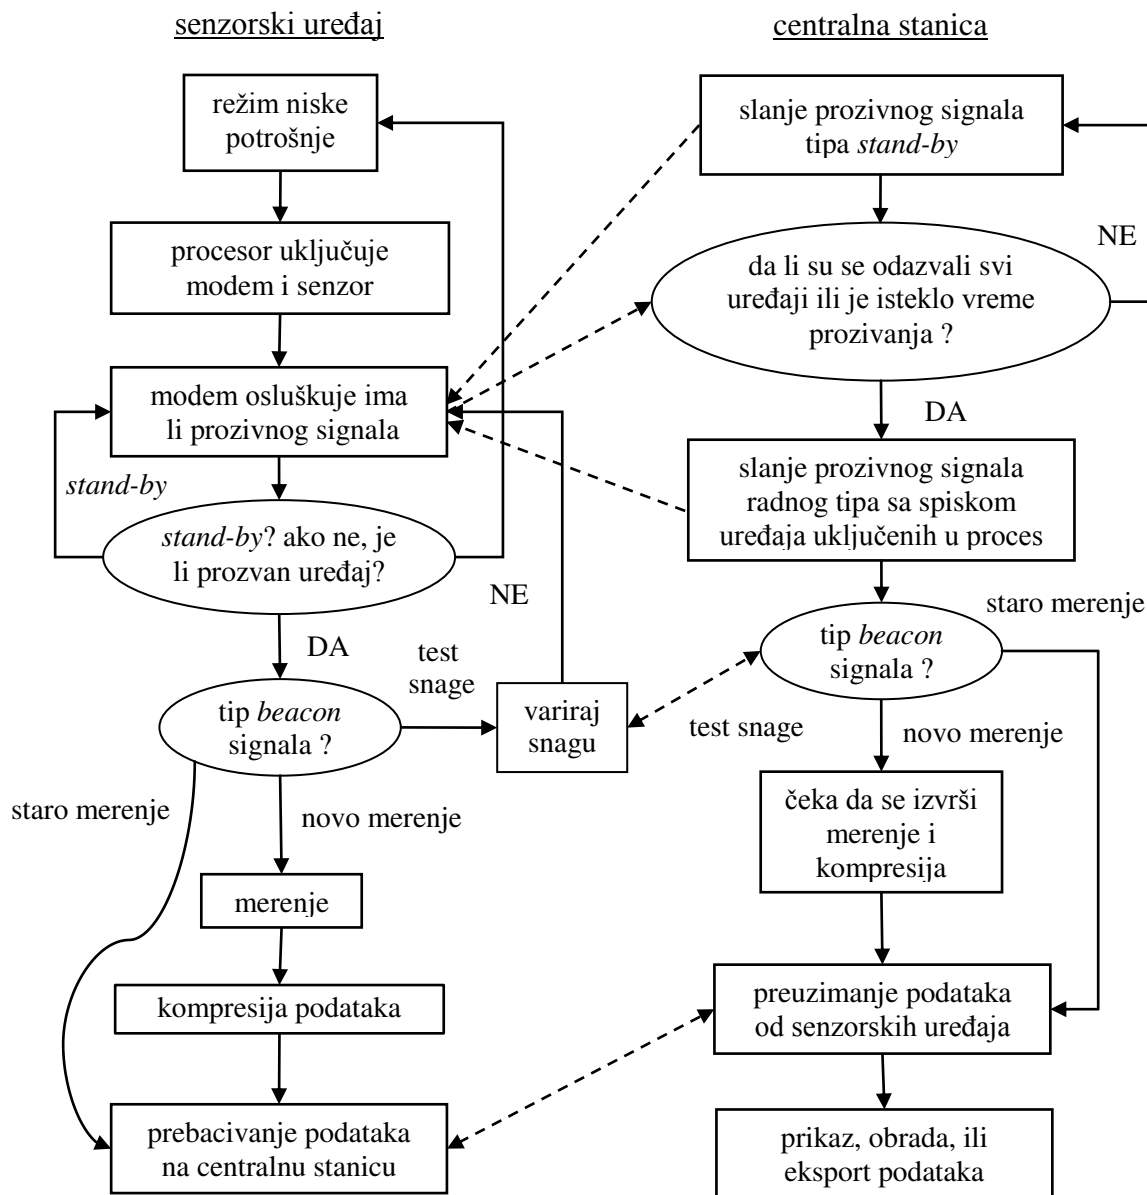 senzorski uređaj
režim niske
potrošnje
procesor uključuje
modem i senzor
modem osluškuje ima
li prozivnog signala
stand-by
stand-by? ako ne, je
li prozvan uređaj?
NE
DA
test
snage
tip beacon
signala ?
variraj
snagu
staro merenje
novo merenje
merenje
kompresija podataka
prebacivanje podataka
na centralnu stanicu
centralna stanica
slanje prozivnog signala
tipa stand-by
NE
da li su se odazvali svi
uređaji ili je isteklo vreme
prozivanja ?
DA
slanje prozivnog signala
radnog tipa sa spiskom
uređaja uključenih u proces
staro merenje
tip beacon
signala ?
test snage
novo merenje
čeka da se izvrši
merenje i
kompresija
preuzimanje podataka
od senzorskih uređaja
prikaz, obrada, ili
eksport podataka